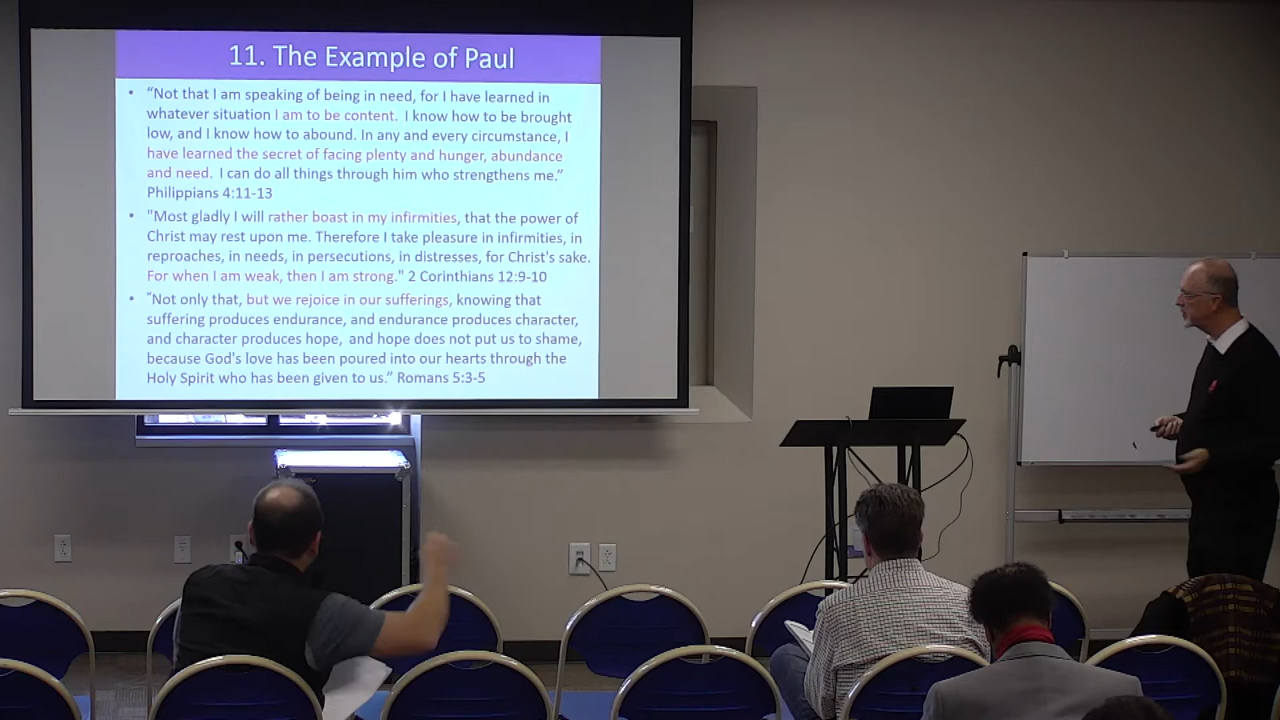 11. The Example of Paul
• “Not that I am speaking of being in need, for I have learned in
whatever situation I am to be content. I know how to be brought
low, and I know how to abound. In any and every circumstance, I
have learned the secret of facing plenty and hunger, abundance
and need. I can do all things through him who strengthens me.”
Philippians 4:11-13
• "Most gladly I will rather boast in my infirmities, that the power of
Christ may rest upon me. Therefore I take pleasure in infirmities, in
reproaches, in needs, in persecutions, in distresses, for Christ's sake.
For when I am weak, then I am strong." 2 Corinthians 12:9-10
• "Not only that, but we rejoice in our sufferings, knowing that
suffering produces endurance, and endurance produces character,
and character produces hope, and hope does not put us to shame,
because God's love has been poured into our hearts through the
Holy Spirit who has been given to us.” Romans 5:3-5